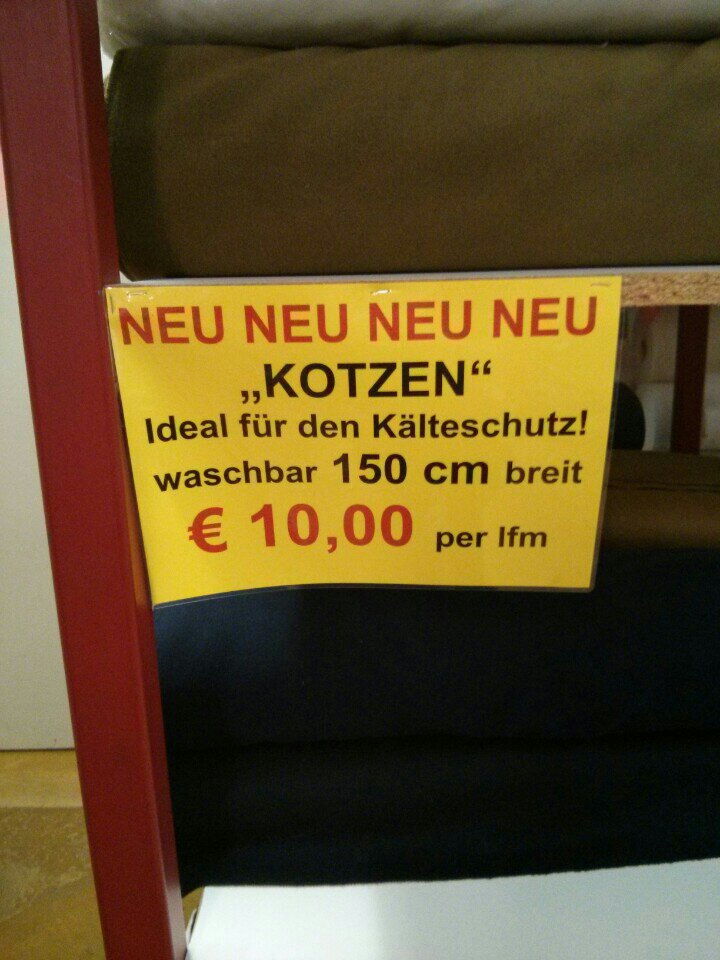 NEU NEU NEU NEU
„KOTZEN“
Ideal für den Kälteschutz!
waschbar 150 cm breit
€ 10,00 per lfm